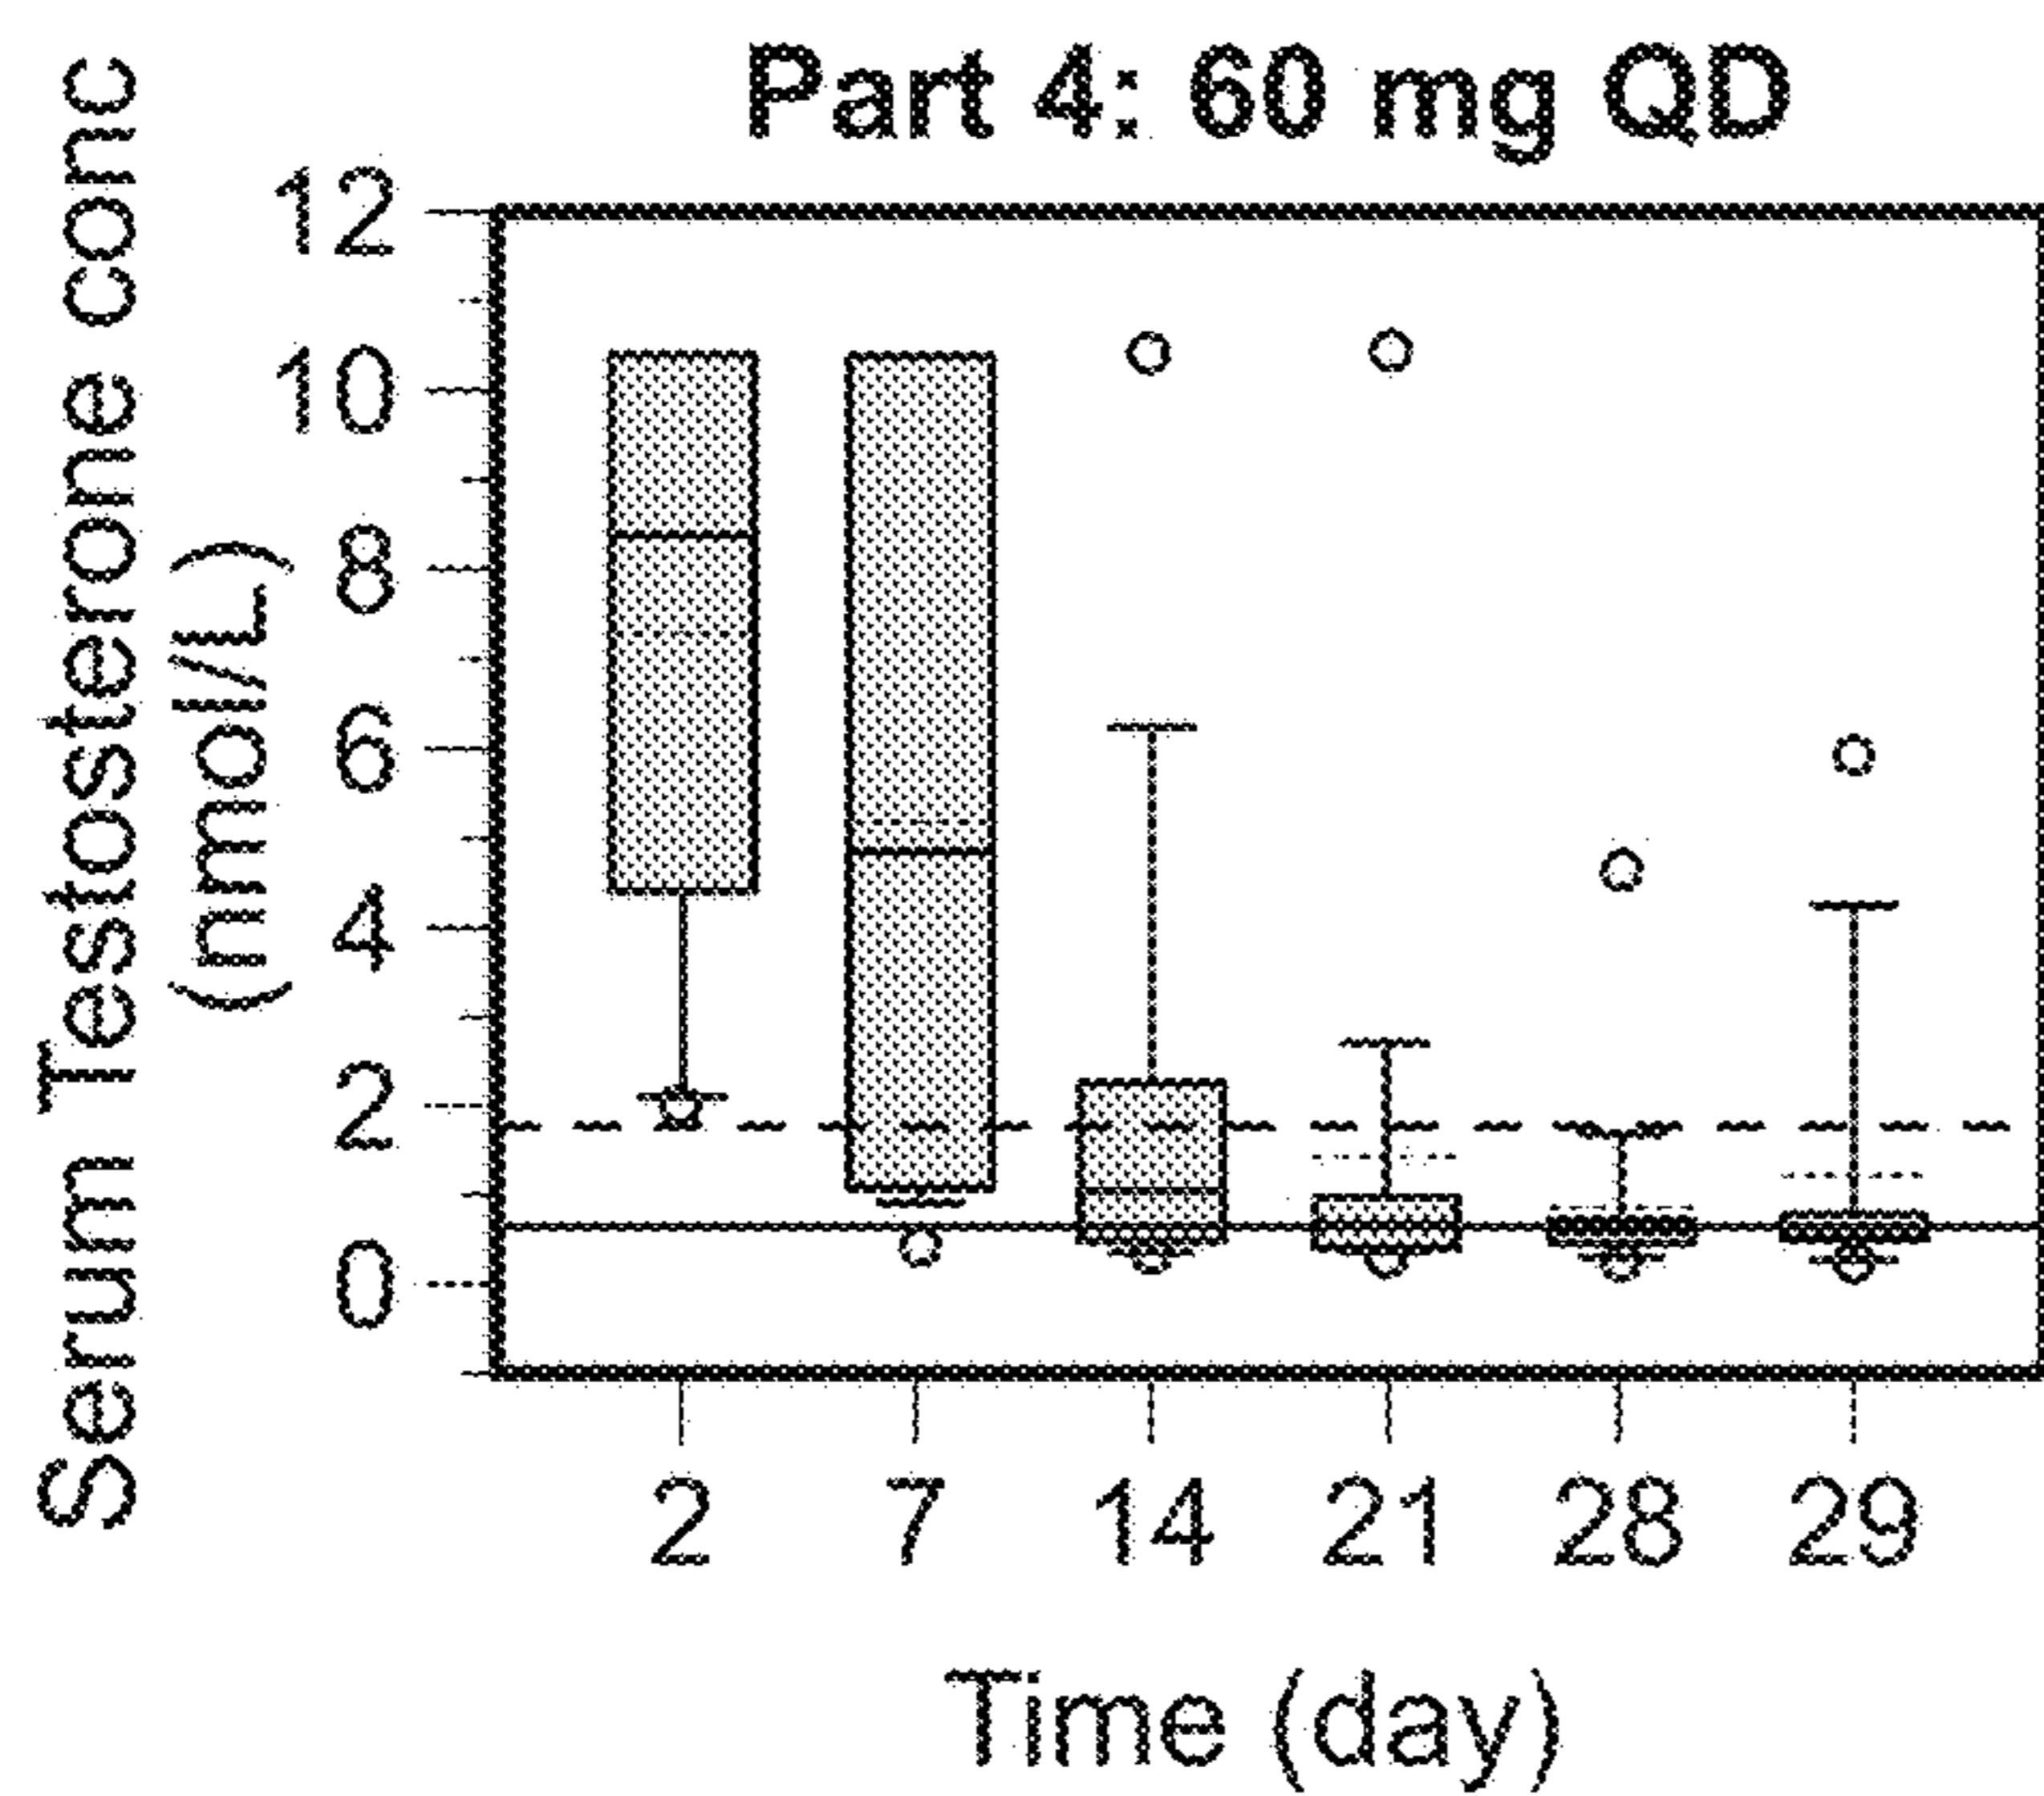 Part 4: 60 mg QD
Serum Testosterone conc
(nmol/L)
12
10
8
6
4
2
0
2 7 14 21 28 29
Time (day)